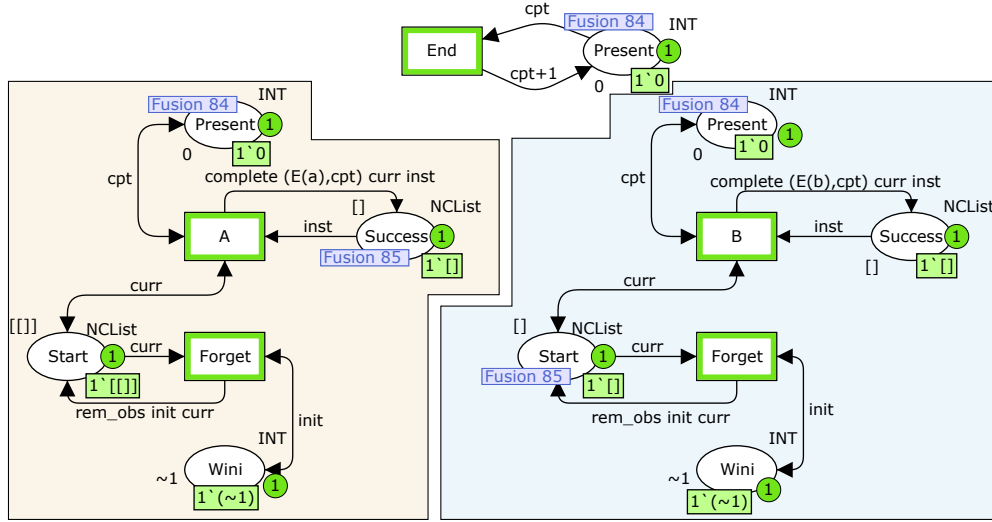 cpt
Fusion 84
INT
End
Present
1
cpt+1
1`0
0
INT
Fusion 84
Present
1
1`0
0
cpt
complete (E(a),cpt) curr inst
[]
NCList
A
inst
Success
1
Fusion 85
1`[]
curr
[[]]
NCList
Start
1
curr
Forget
1`[[]]
rem_obs init curr
init
INT
Wini
~1
1
1`(~1)
INT
Fusion 84
Present
1
1`0
0
cpt
complete (E(b),cpt) curr inst
NCList
B
inst
Success
1
[]
1`[]
curr
[]
NCList
Start
1
curr
Forget
Fusion 85
1`[]
rem_obs init curr
init
INT
Wini
~1
1
1`(~1)